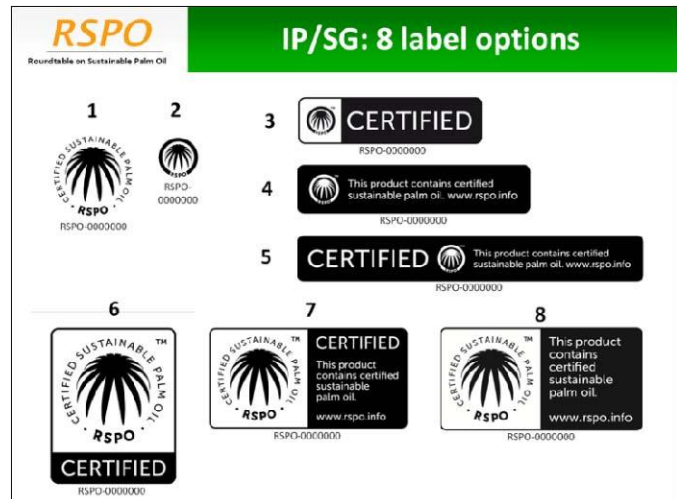 RSPO
Roundtable on Sustainable Palm Oil
IP/SG: 8 label options
1
CERTIFIED SUSTAINABLE PALM OIL
· RSPO ·
RSPO-0000000
2
RSPO
RSPO-
0000000
3
RSPO
CERTIFIED
RSPO-0000000
4
RSPO
This product contains certified
sustainable palm oil. www.rspo.info
RSPO-0000000
5
CERTIFIED
RSPO
This product contains certified
sustainable palm oil. www.rspo.info
RSPO-0000000
6
CERTIFIED SUSTAINABLE PALM OIL
TM
· RSPO ·
CERTIFIED
RSPO-0000000
7
CERTIFIED SUSTAINABLE PALM OIL
TM
· RSPO ·
CERTIFIED
This product
contains certified
sustainable
palm oil.
www.rspo.info
RSPO-0000000
8
CERTIFIED SUSTAINABLE PALM OIL
TM
· RSPO ·
This product
contains
certified
sustainable
palm oil.
www.rspo.info
RSPO-0000000